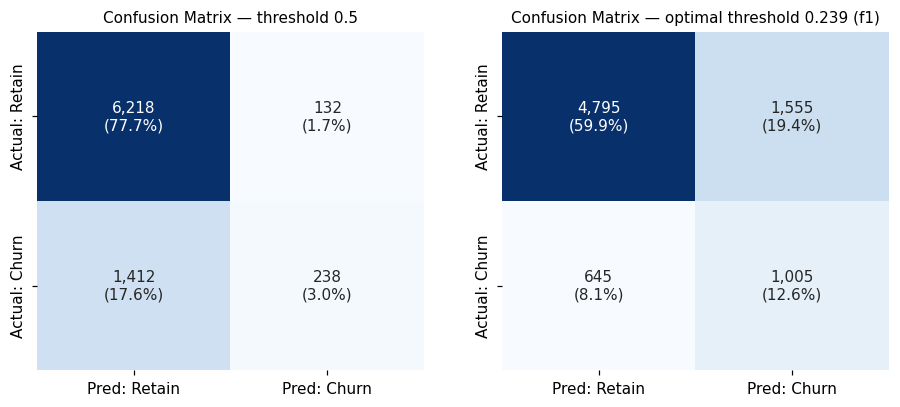 Confusion Matrix — threshold 0.5
Actual: Retain
6,218
(77.7%)
132
(1.7%)
Actual: Churn
1,412
(17.6%)
238
(3.0%)
Pred: Retain
Pred: Churn
Confusion Matrix — optimal threshold 0.239 (f1)
Actual: Retain
4,795
(59.9%)
1,555
(19.4%)
Actual: Churn
645
(8.1%)
1,005
(12.6%)
Pred: Retain
Pred: Churn